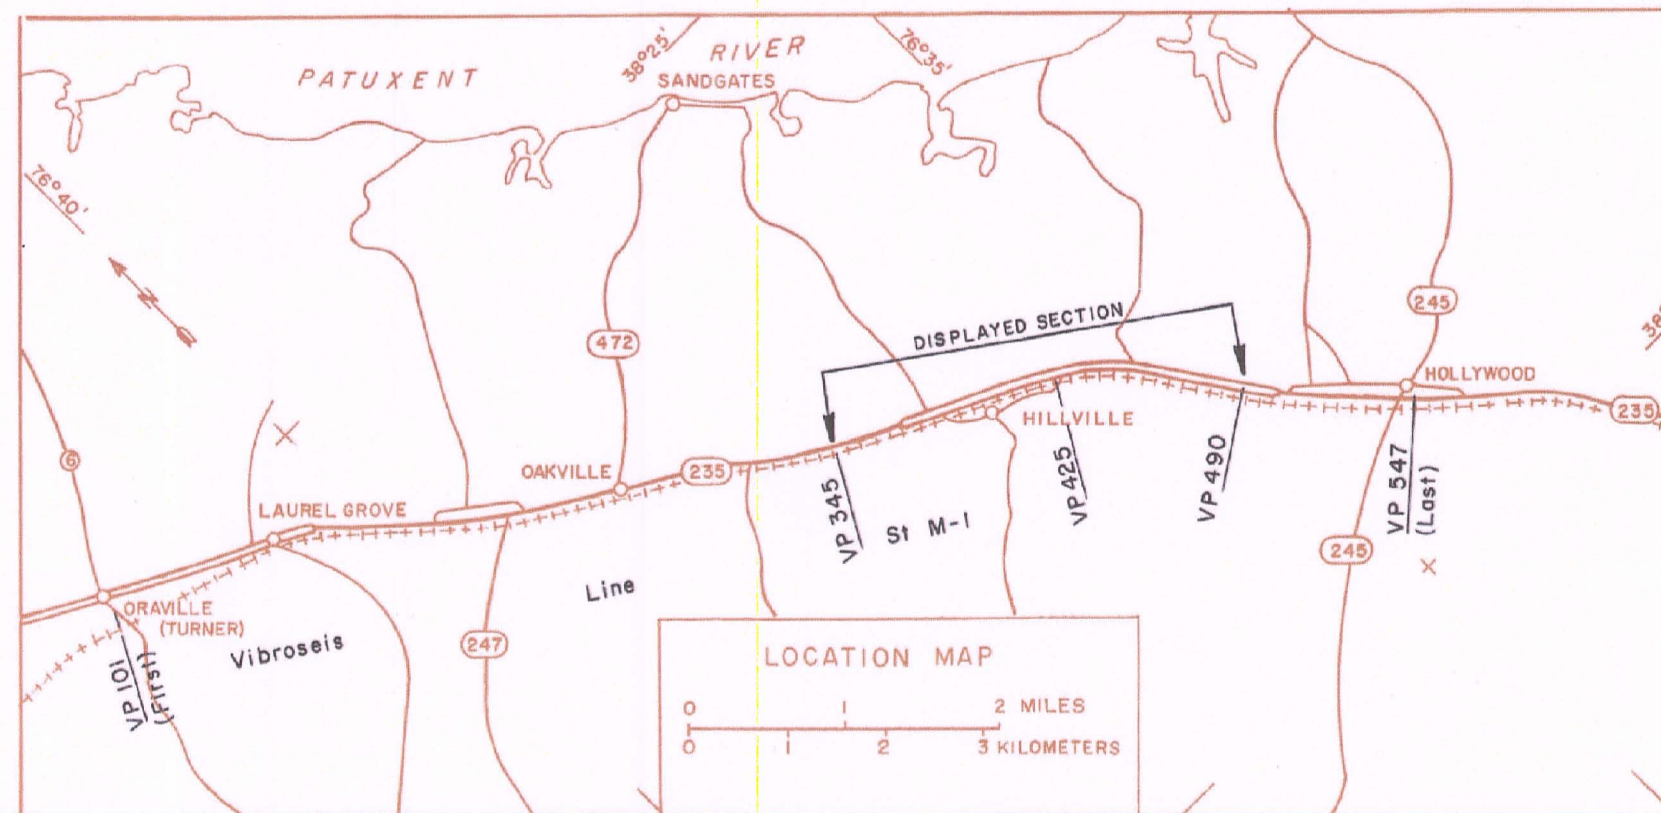 PATUXENT RIVER
38°25'
76°35'
SANDGATES
76°40'
N
472
245
DISPLAYED SECTION
HOLLYWOOD
235
HILLVILLE
6
OAKVILLE
235
LAUREL GROVE
VP 345
St M-1
VP 425
VP 490
VP 547
(Last)
245
Line
ORAVILLE
(TURNER)
Vibroseis
247
VP 101
(First)
LOCATION MAP
0 1 2 MILES
0 1 2 3 KILOMETERS